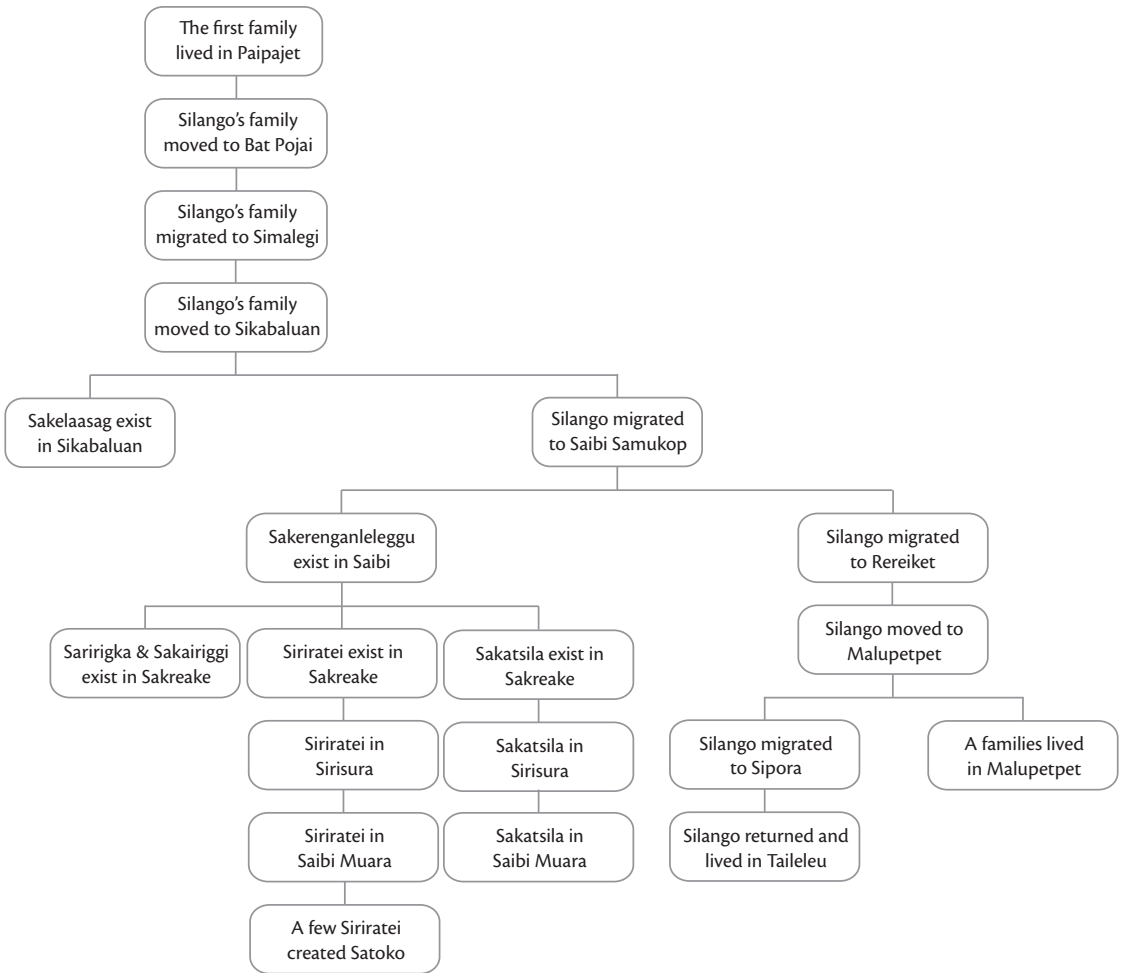 The first family
lived in Paipajet
Silango's family
moved to Bat Pojai
Silango's family
migrated to Simalegi
Silango's family
moved to Sikabaluan
Sakelaasag exist
in Sikabaluan
Silango migrated
to Saibi Samukop
Sakerenganleleggu
exist in Saibi
Silango migrated
to Rereiket
Saririgka & Sakairiggi
exist in Sakreake
Siriratei exist in
Sakreake
Sakatsila exist in
Sakreake
Silango moved to
Malupetpet
Siriratei in
Sirisura
Sakatsila in
Sirisura
Silango migrated
to Sipora
A families lived
in Malupetpet
Siriratei in
Saibi Muara
Sakatsila in
Saibi Muara
Silango returned and
lived in Taileleu
A few Siriratei
created Satoko